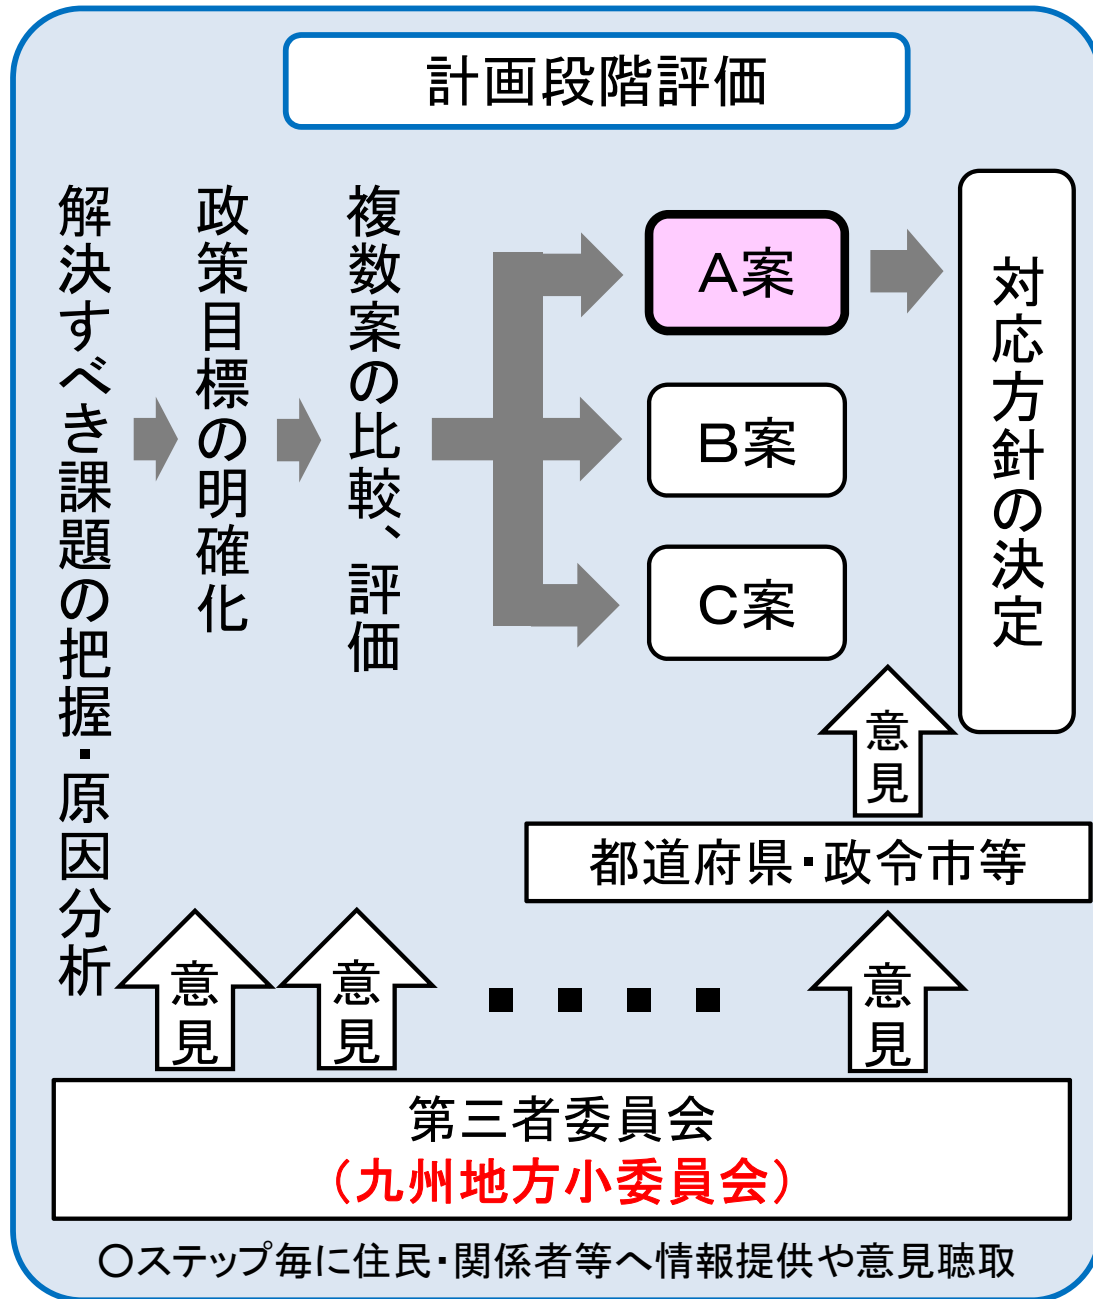 計画段階評価
解決すべき課題の把握・原因分析
政策目標の明確化
複数案の比較、評価
A案
B案
C案
対応方針の決定
意見
都道府県・政令市等
意見
意見
・・・・
意見
第三者委員会
(九州地方小委員会)
○ステップ毎に住民・関係者等へ情報提供や意見聴取